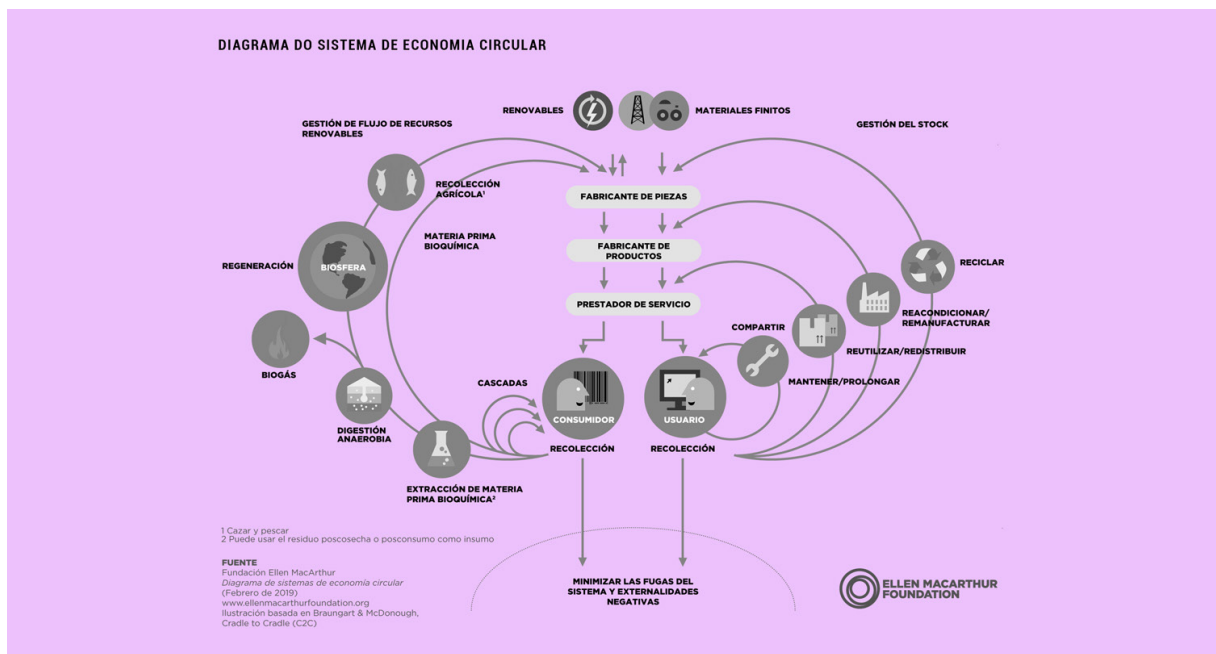 DIAGRAMA DO SISTEMA DE ECONOMIA CIRCULAR
RENOVABLES
MATERIALES FINITOS
GESTIÓN DE FLUJO DE RECURSOS
RENOVABLES
GESTIÓN DEL STOCK
RECOLECCIÓN
AGRÍCOLA¹
FABRICANTE DE PIEZAS
MATERIA PRIMA
BIOQUÍMICA
FABRICANTE DE
PRODUCTOS
REGENERACIÓN
BIOSFERA
RECICLAR
PRESTADOR DE SERVICIO
REACONDICIONAR/
REMANUFACTURAR
COMPARTIR
REUTILIZAR/REDISTRIBUIR
BIOGÁS
CASCADAS
MANTENER/PROLONGAR
CONSUMIDOR
USUARIO
DIGESTIÓN
ANAEROBIA
RECOLECCIÓN
RECOLECCIÓN
EXTRACCIÓN DE MATERIA
PRIMA BIOQUÍMICA²
1 Cazar y pescar
2 Puede usar el residuo poscosecha o posconsumo como insumo
FUENTE
Fundación Ellen MacArthur
Diagrama de sistemas de economía circular
(Febrero de 2019)
www.ellenmacarthurfoundation.org
Ilustración basada en Braungart & McDonough,
Cradle to Cradle (C2C)
MINIMIZAR LAS FUGAS DEL
SISTEMA Y EXTERNALIDADES
NEGATIVAS
ELLEN MACARTHUR
FOUNDATION